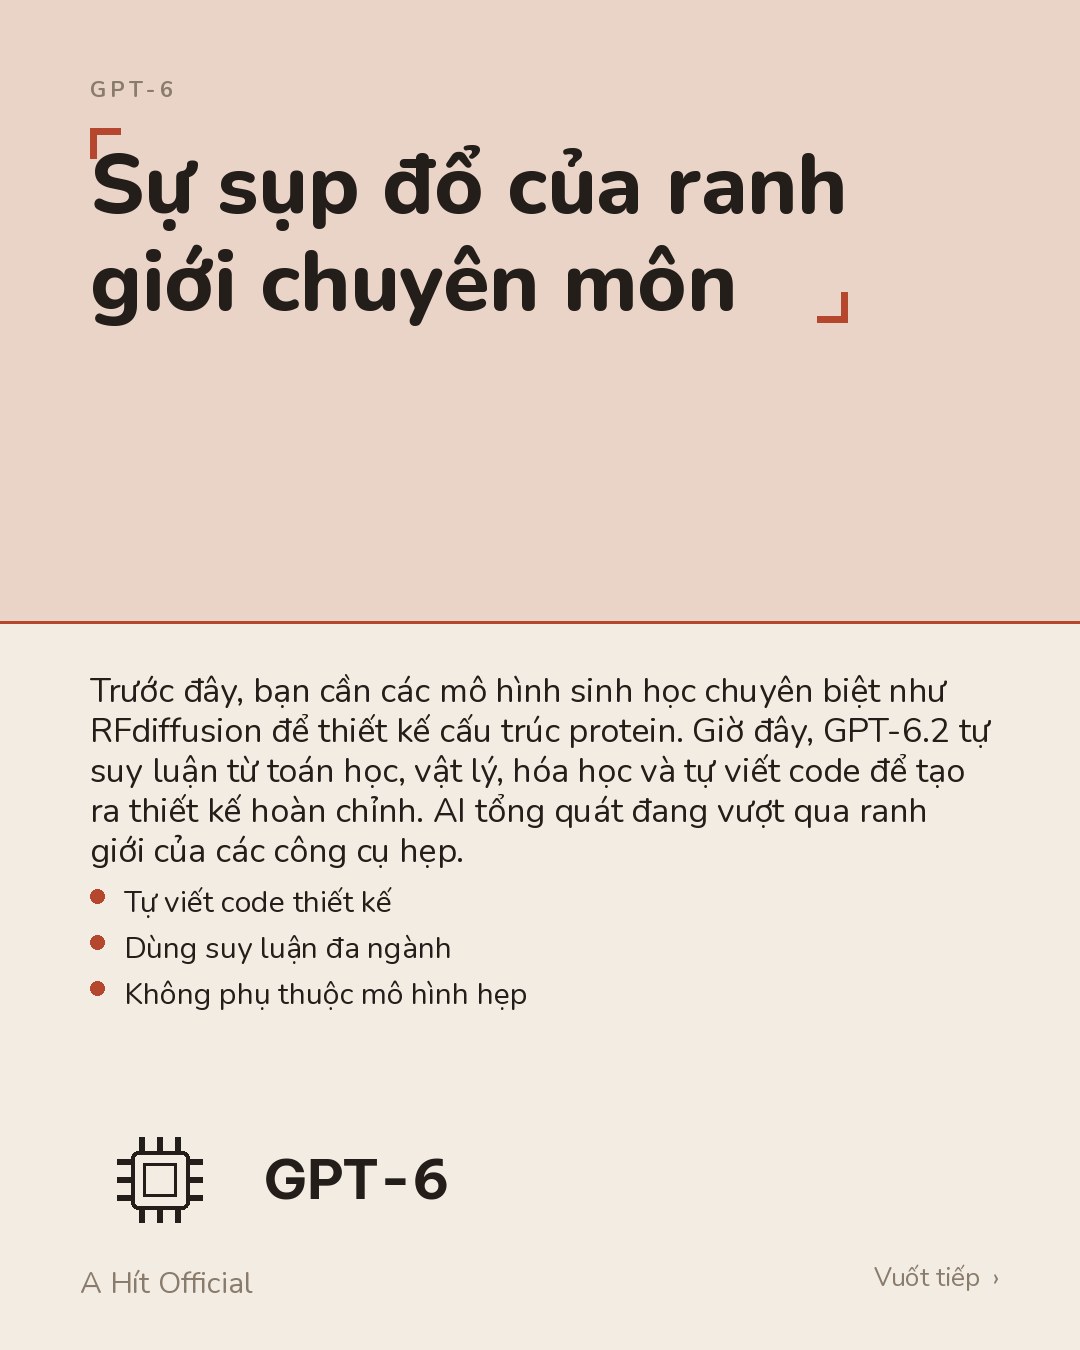 GPT-6
Sự sụp đổ của ranh
giới chuyên môn
Trước đây, bạn cần các mô hình sinh học chuyên biệt như
RFdiffusion để thiết kế cấu trúc protein. Giờ đây, GPT-6.2 tự
suy luận từ toán học, vật lý, hóa học và tự viết code để tạo
ra thiết kế hoàn chỉnh. AI tổng quát đang vượt qua ranh
giới của các công cụ hẹp.
Tự viết code thiết kế
Dùng suy luận đa ngành
Không phụ thuộc mô hình hẹp
GPT-6
A Hít Official
Vuốt tiếp ›